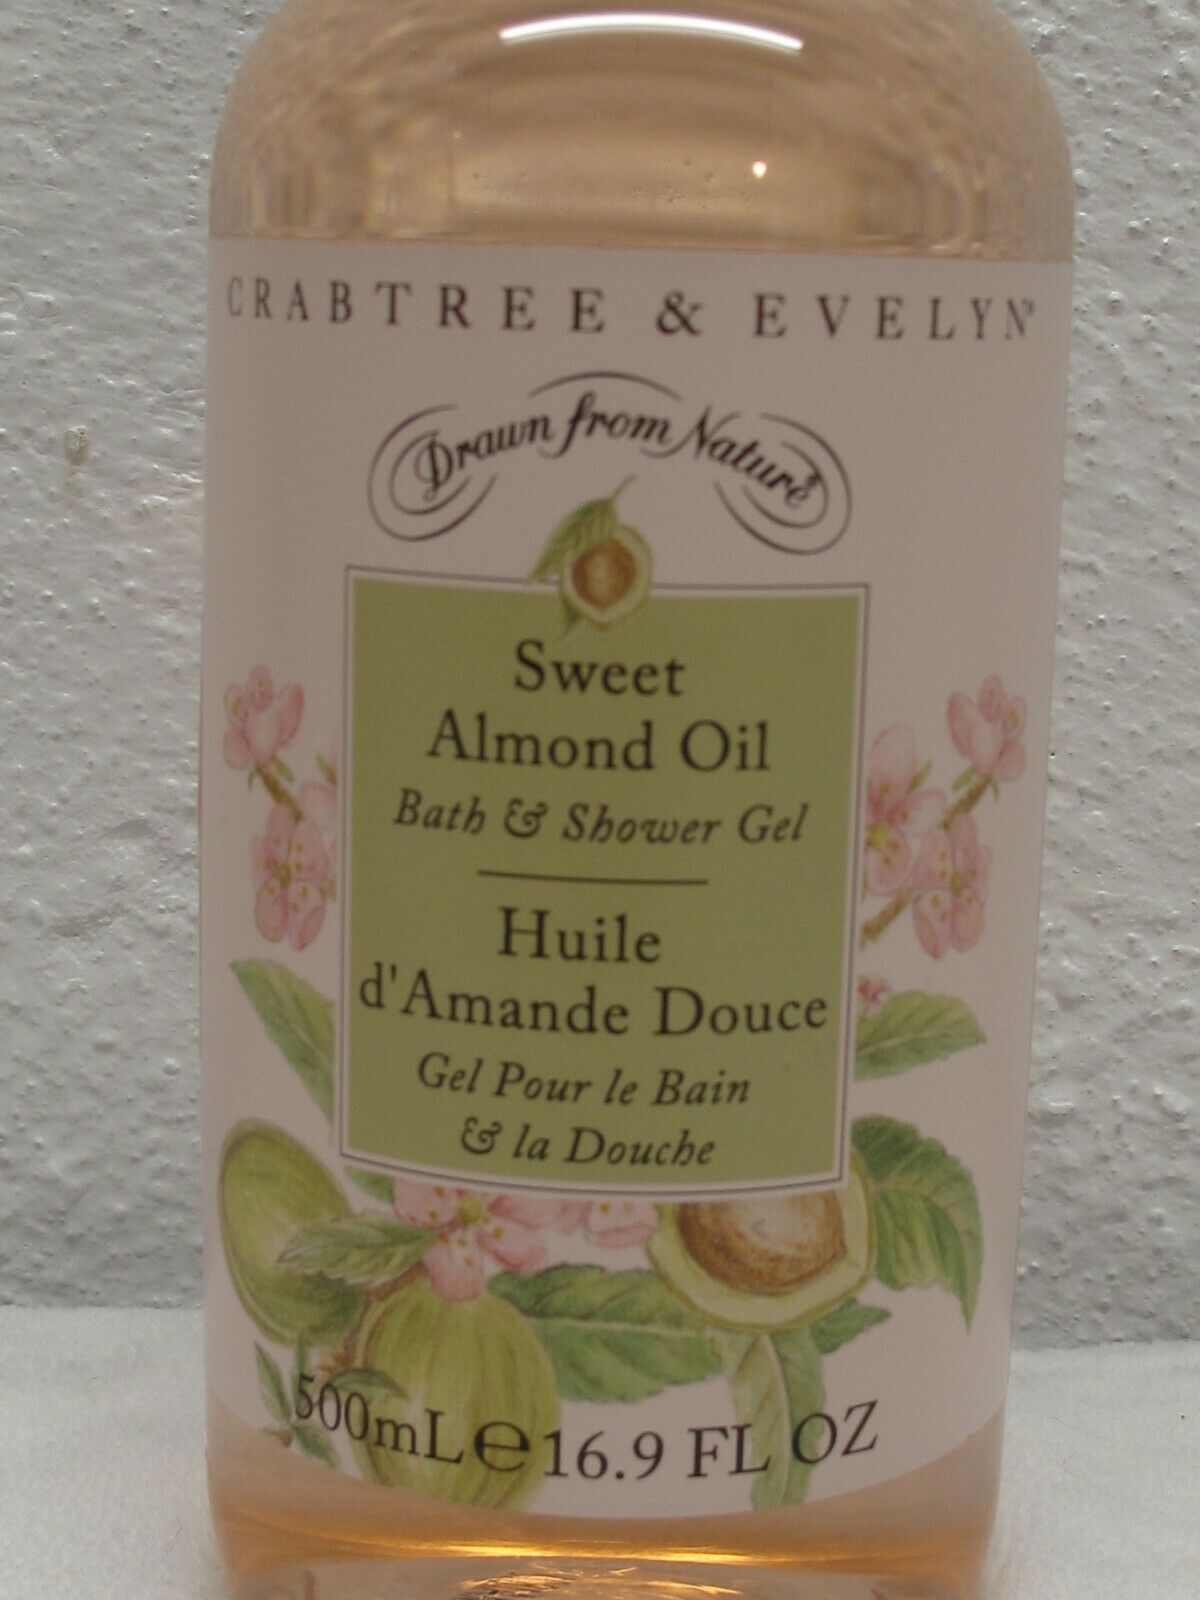 CRABTREE & EVELYN®
Drawn from Nature®
Sweet
Almond Oil
Bath & Shower Gel
Huile
d'Amande Douce
Gel Pour le Bain
& la Douche
500mL℮16.9 FL OZ